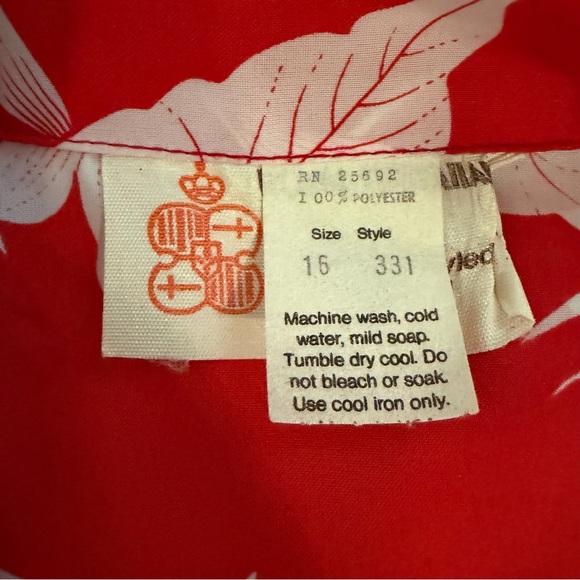 RN 25692
100% POLYESTER
Size Style
16 331
Machine wash, cold
water, mild soap.
Tumble dry cool. Do
not bleach or soak.
Use cool iron only.